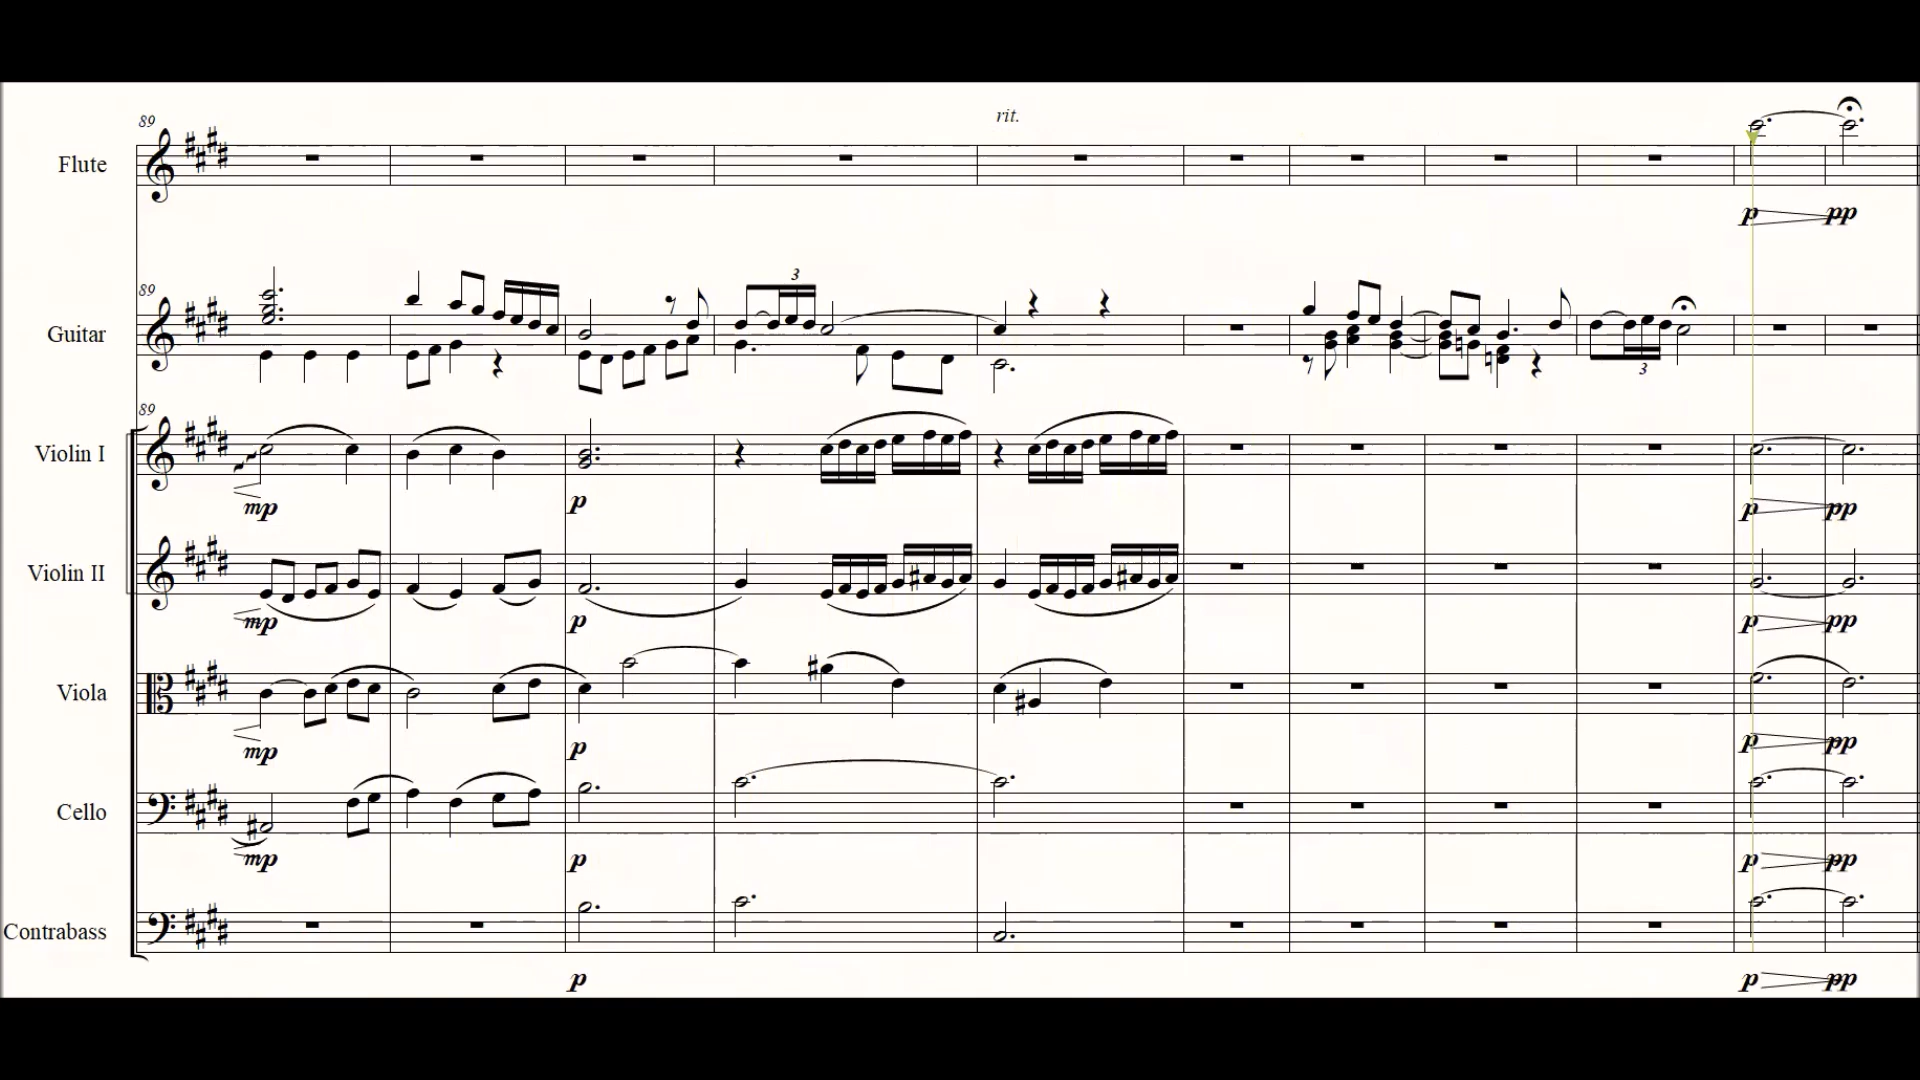 rit.
89
Flute
p pp
89
3
Guitar
3
89
Violin I
mp p p pp
Violin II
mp p p pp
Viola
mp p p pp
Cello
mp p p pp
Contrabass
p p pp